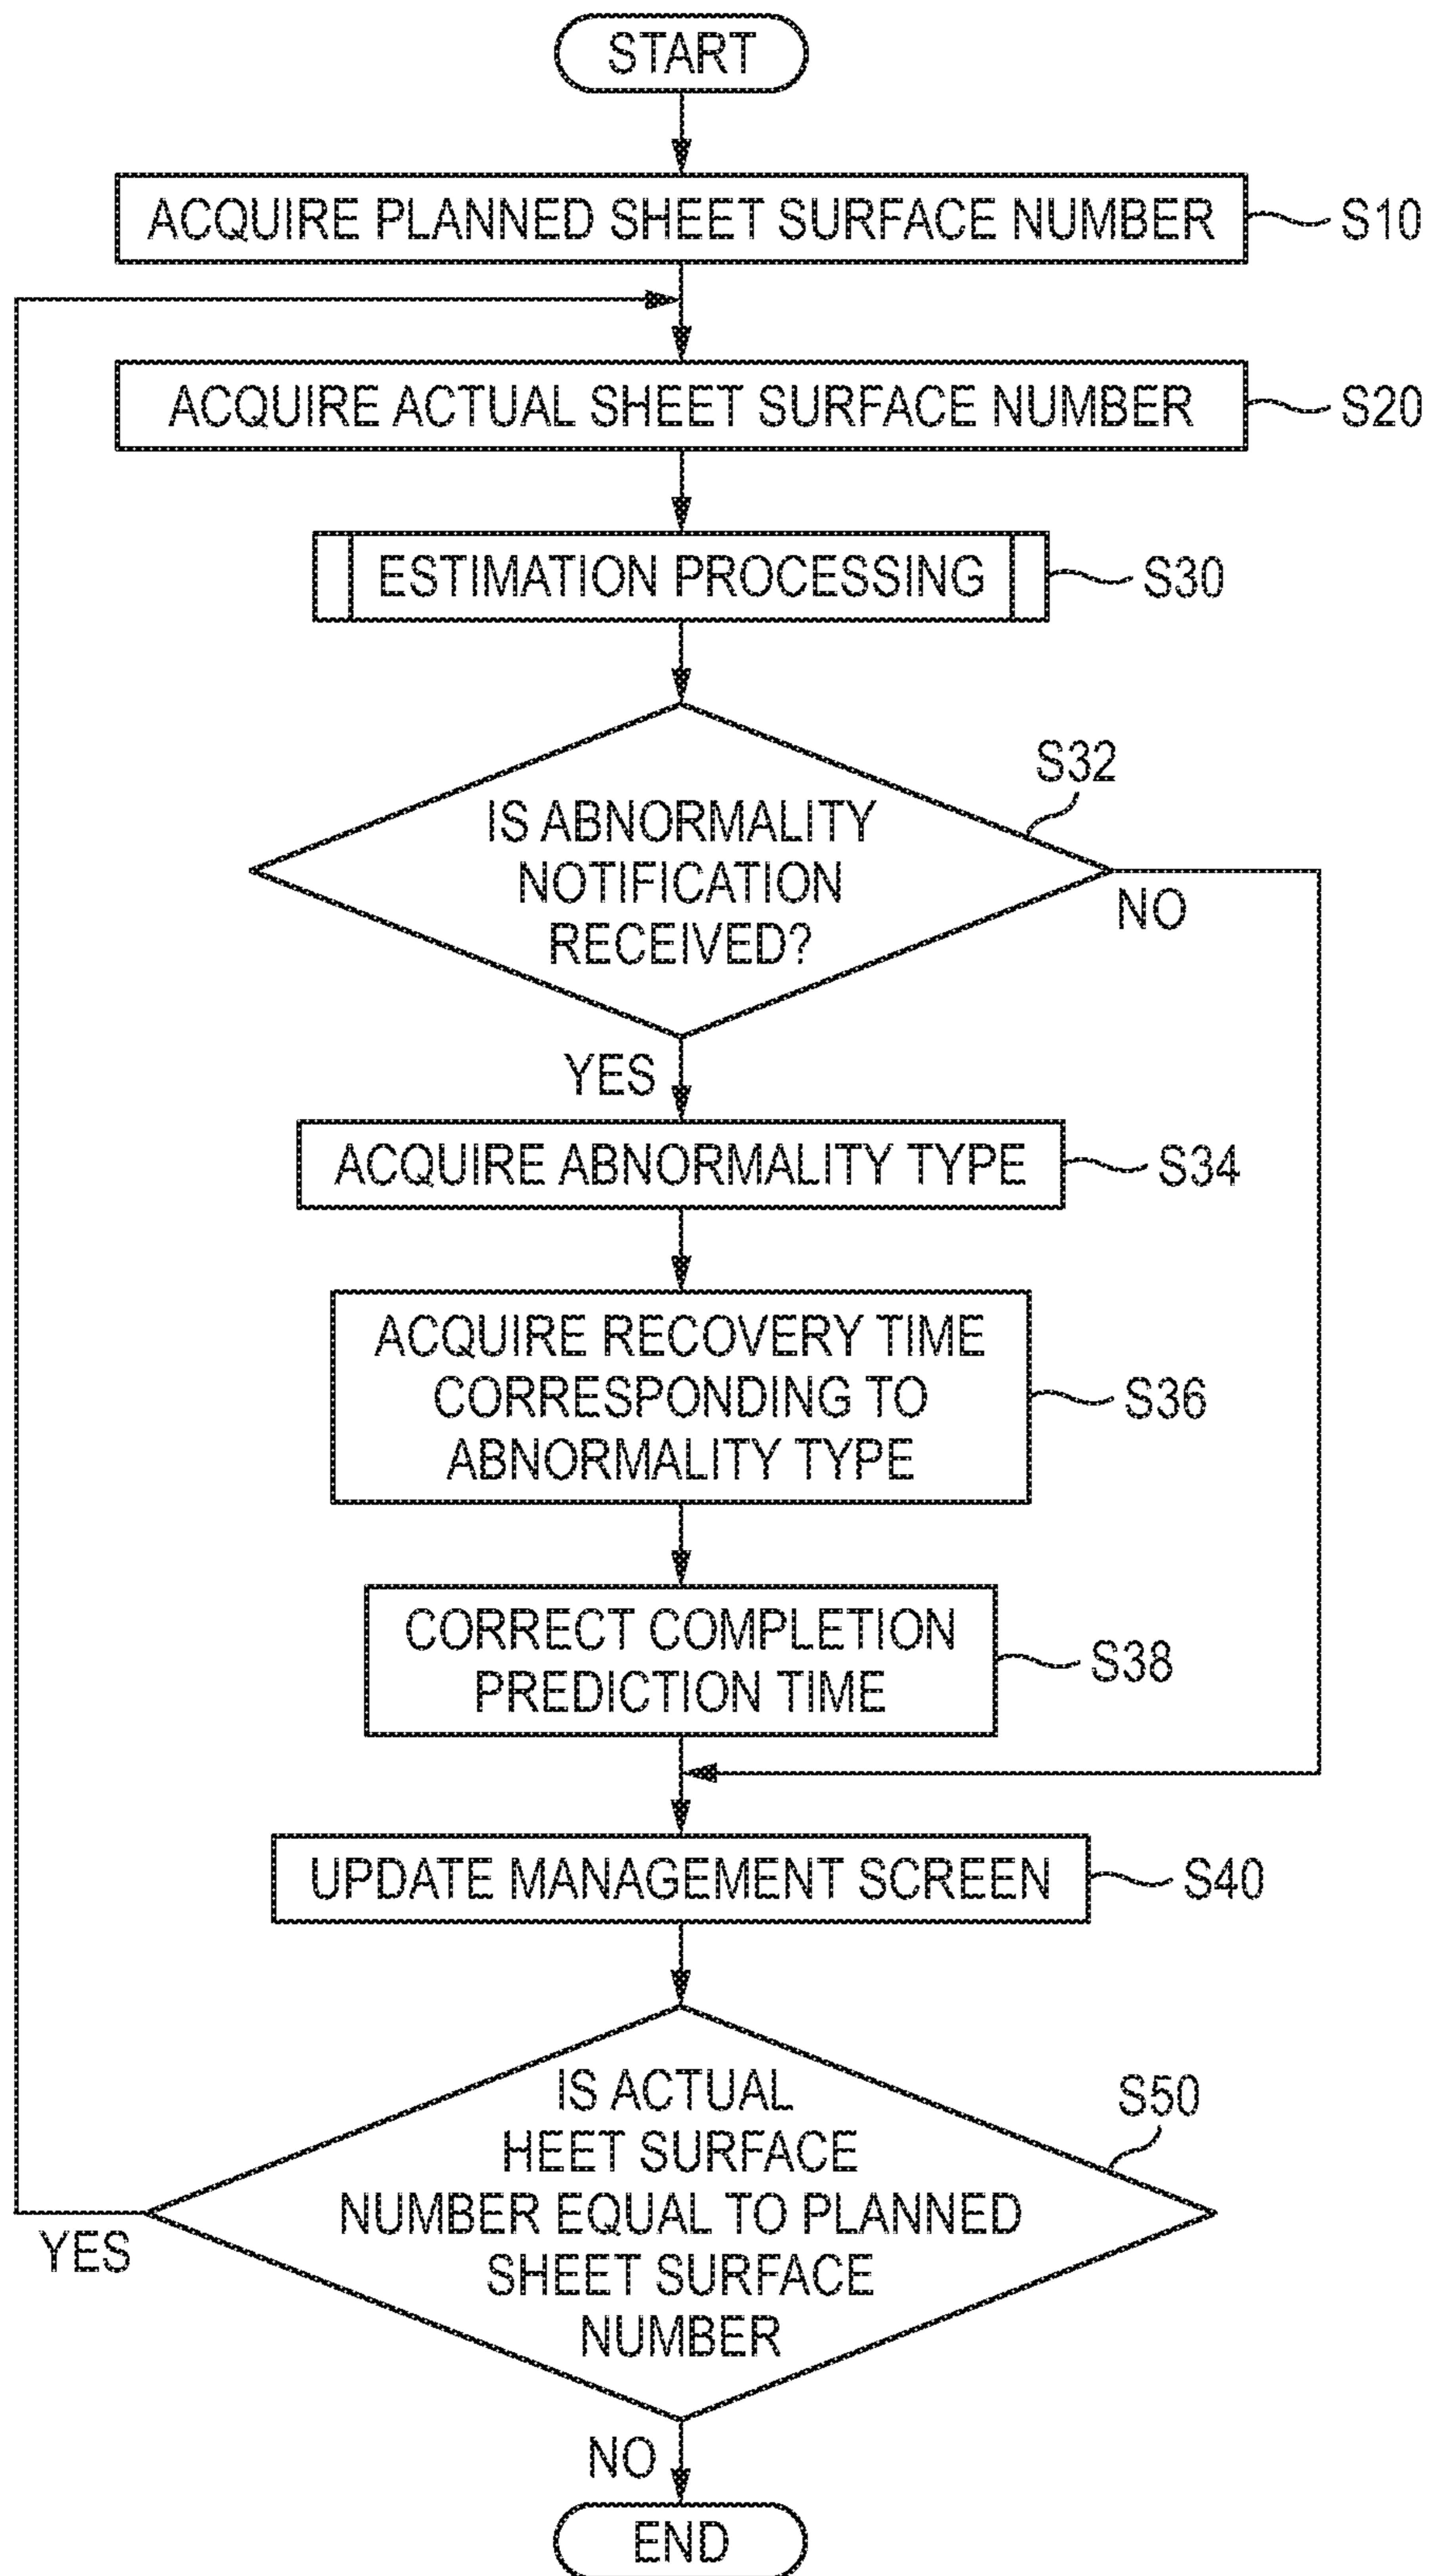 START
ACQUIRE PLANNED SHEET SURFACE NUMBER
S10
ACQUIRE ACTUAL SHEET SURFACE NUMBER
S20
ESTIMATION PROCESSING
S30
S32
IS ABNORMALITY
NOTIFICATION
RECEIVED?
NO
YES
ACQUIRE ABNORMALITY TYPE
S34
ACQUIRE RECOVERY TIME
CORRESPONDING TO
ABNORMALITY TYPE
S36
CORRECT COMPLETION
PREDICTION TIME
S38
UPDATE MANAGEMENT SCREEN
S40
S50
IS ACTUAL
HEET SURFACE
NUMBER EQUAL TO PLANNED
SHEET SURFACE
NUMBER
YES
NO
END